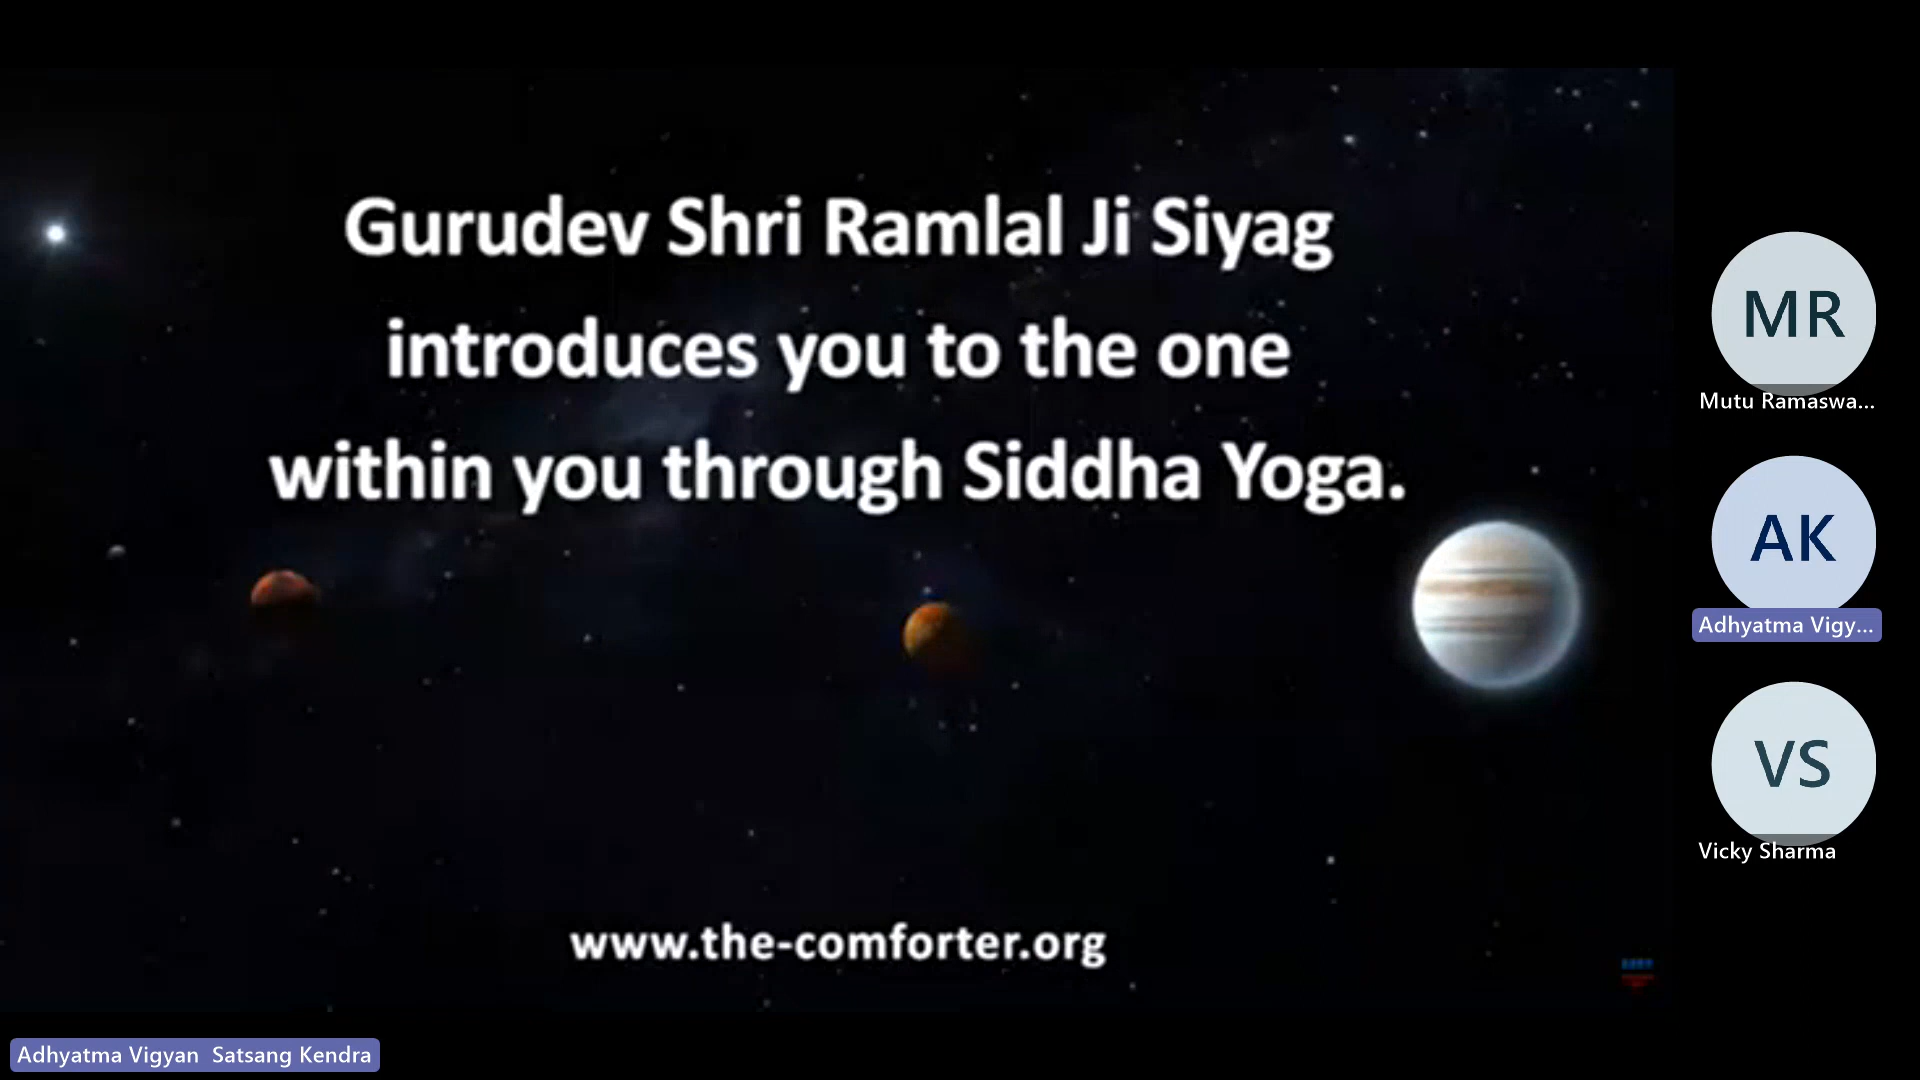 Gurudev Shri Ramlal Ji Siyag
introduces you to the one
within you through Siddha Yoga.
www.the-comforter.org
MR
Mutu Ramaswa...
AK
Adhyatma Vigy...
VS
Vicky Sharma
Adhyatma Vigyan Satsang Kendra